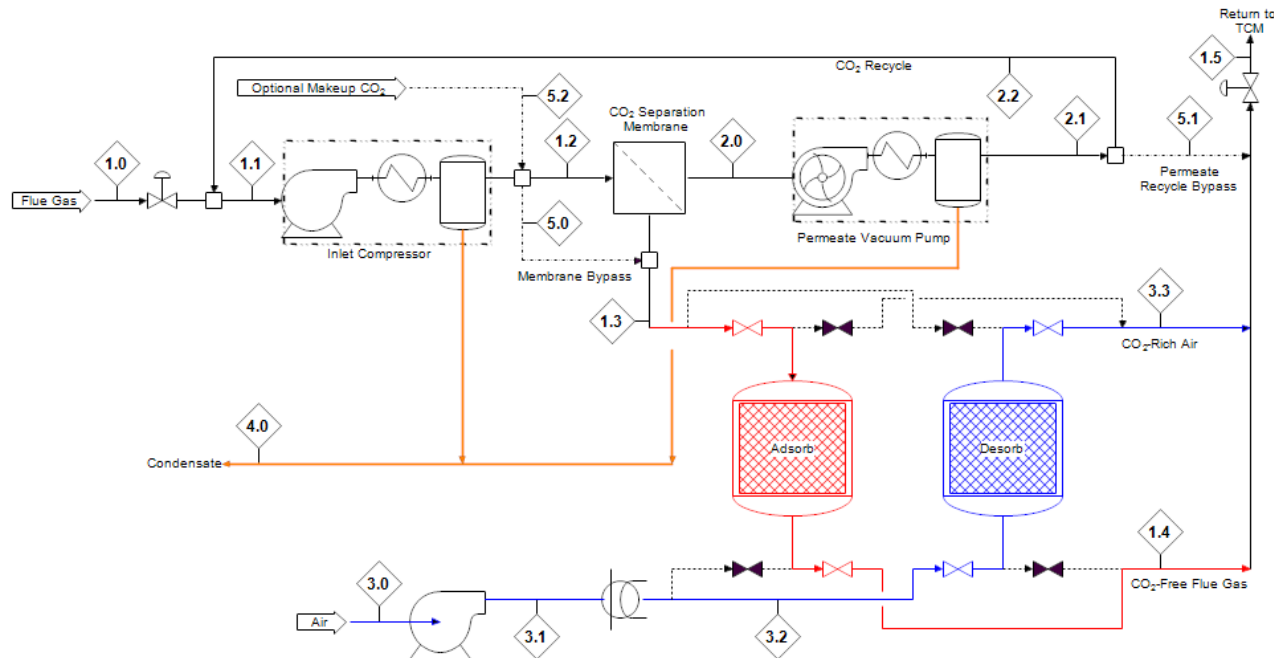 Return to
TCM
1.5
CO₂ Recycle
Optional Makeup CO₂
5.2
2.2
CO₂ Separation
Membrane
1.0
1.1
1.2
2.0
2.1
5.1
Flue Gas
Permeate
Recycle Bypass
5.0
Inlet Compressor
Permeate Vacuum Pump
Membrane Bypass
1.3
3.3
CO₂-Rich Air
4.0
Condensate
Adsorb
Desorb
1.4
CO₂-Free Flue Gas
3.0
Air
3.1
3.2